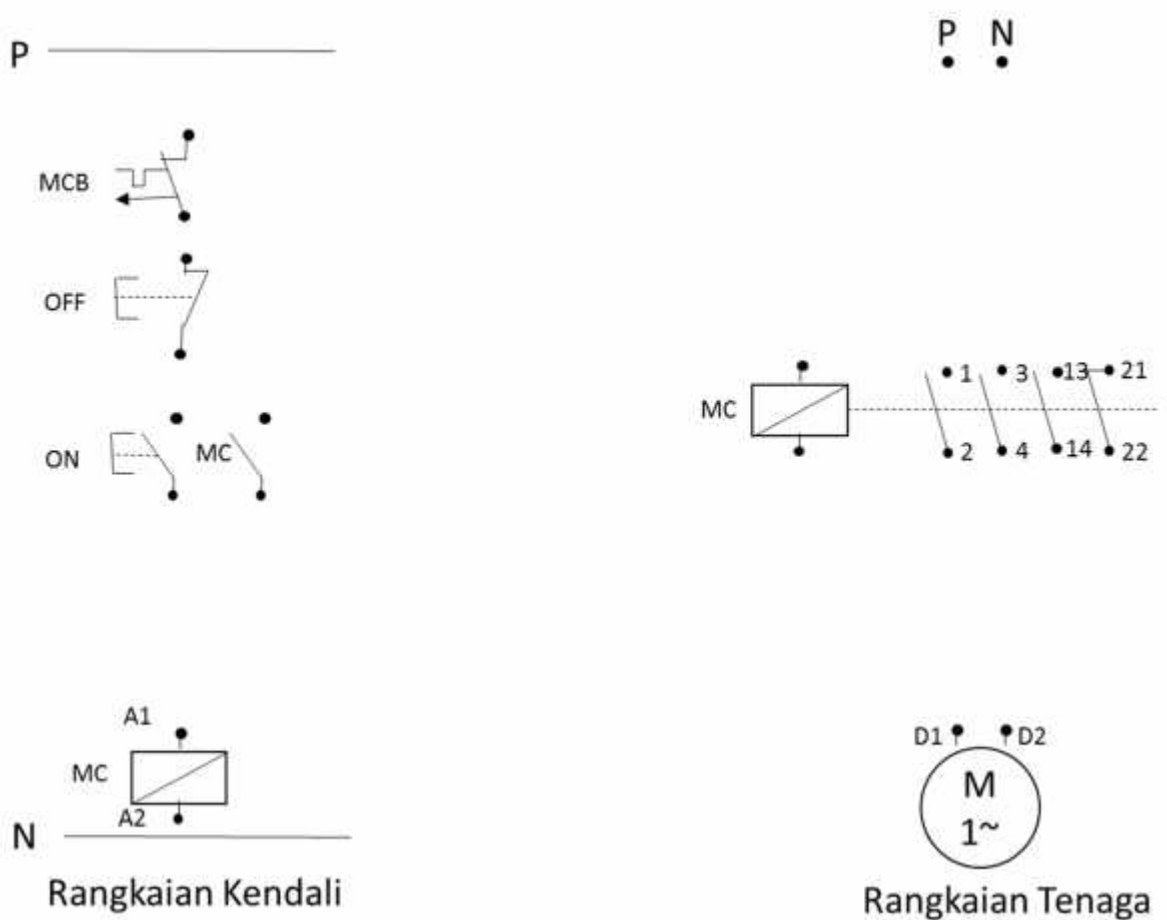 P
MCB
OFF
ON
MC
A1
MC
A2
N
Rangkaian Kendali
P N
MC
1 3 13 21
2 4 14 22
D1 D2
M
1~
Rangkaian Tenaga